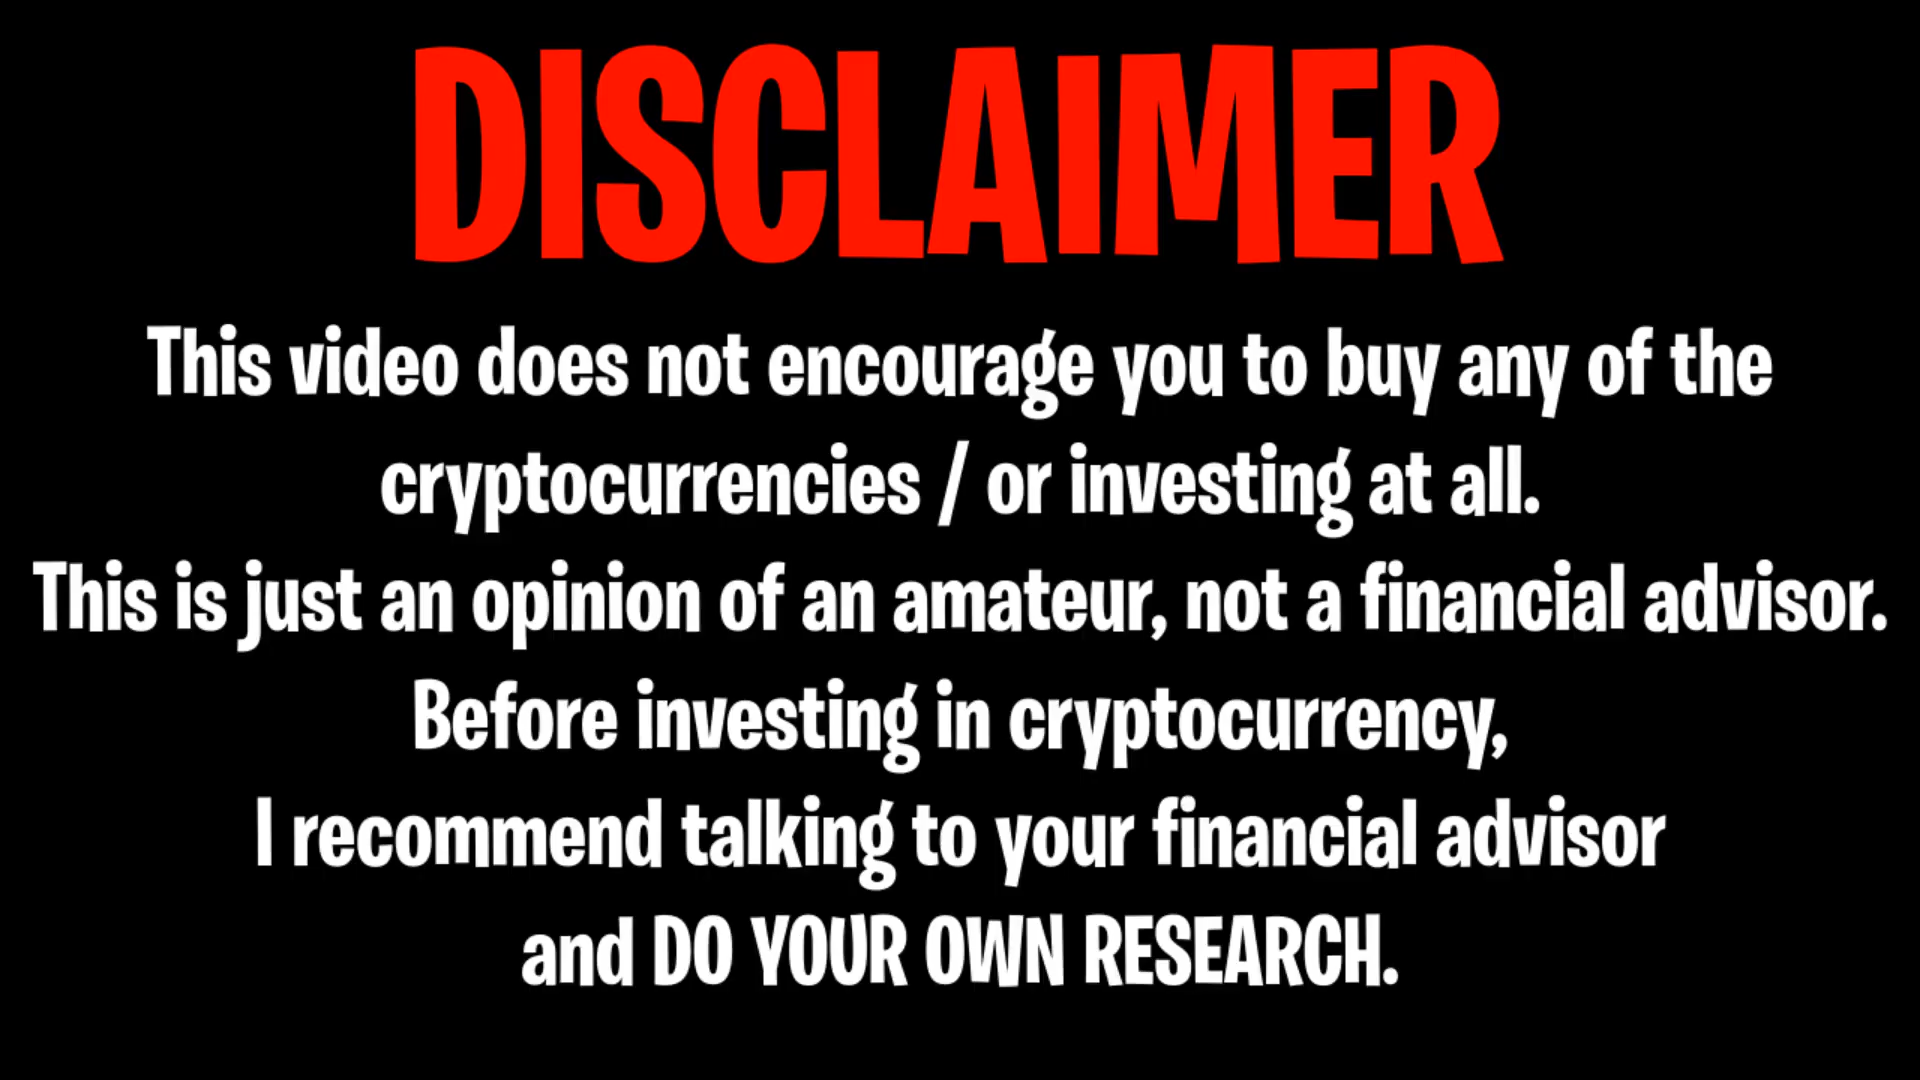 DISCLAIMER
This video does not encourage you to buy any of the
cryptocurrencies / or investing at all.
This is just an opinion of an amateur, not a financial advisor.
Before investing in cryptocurrency,
I recommend talking to your financial advisor
and DO YOUR OWN RESEARCH.